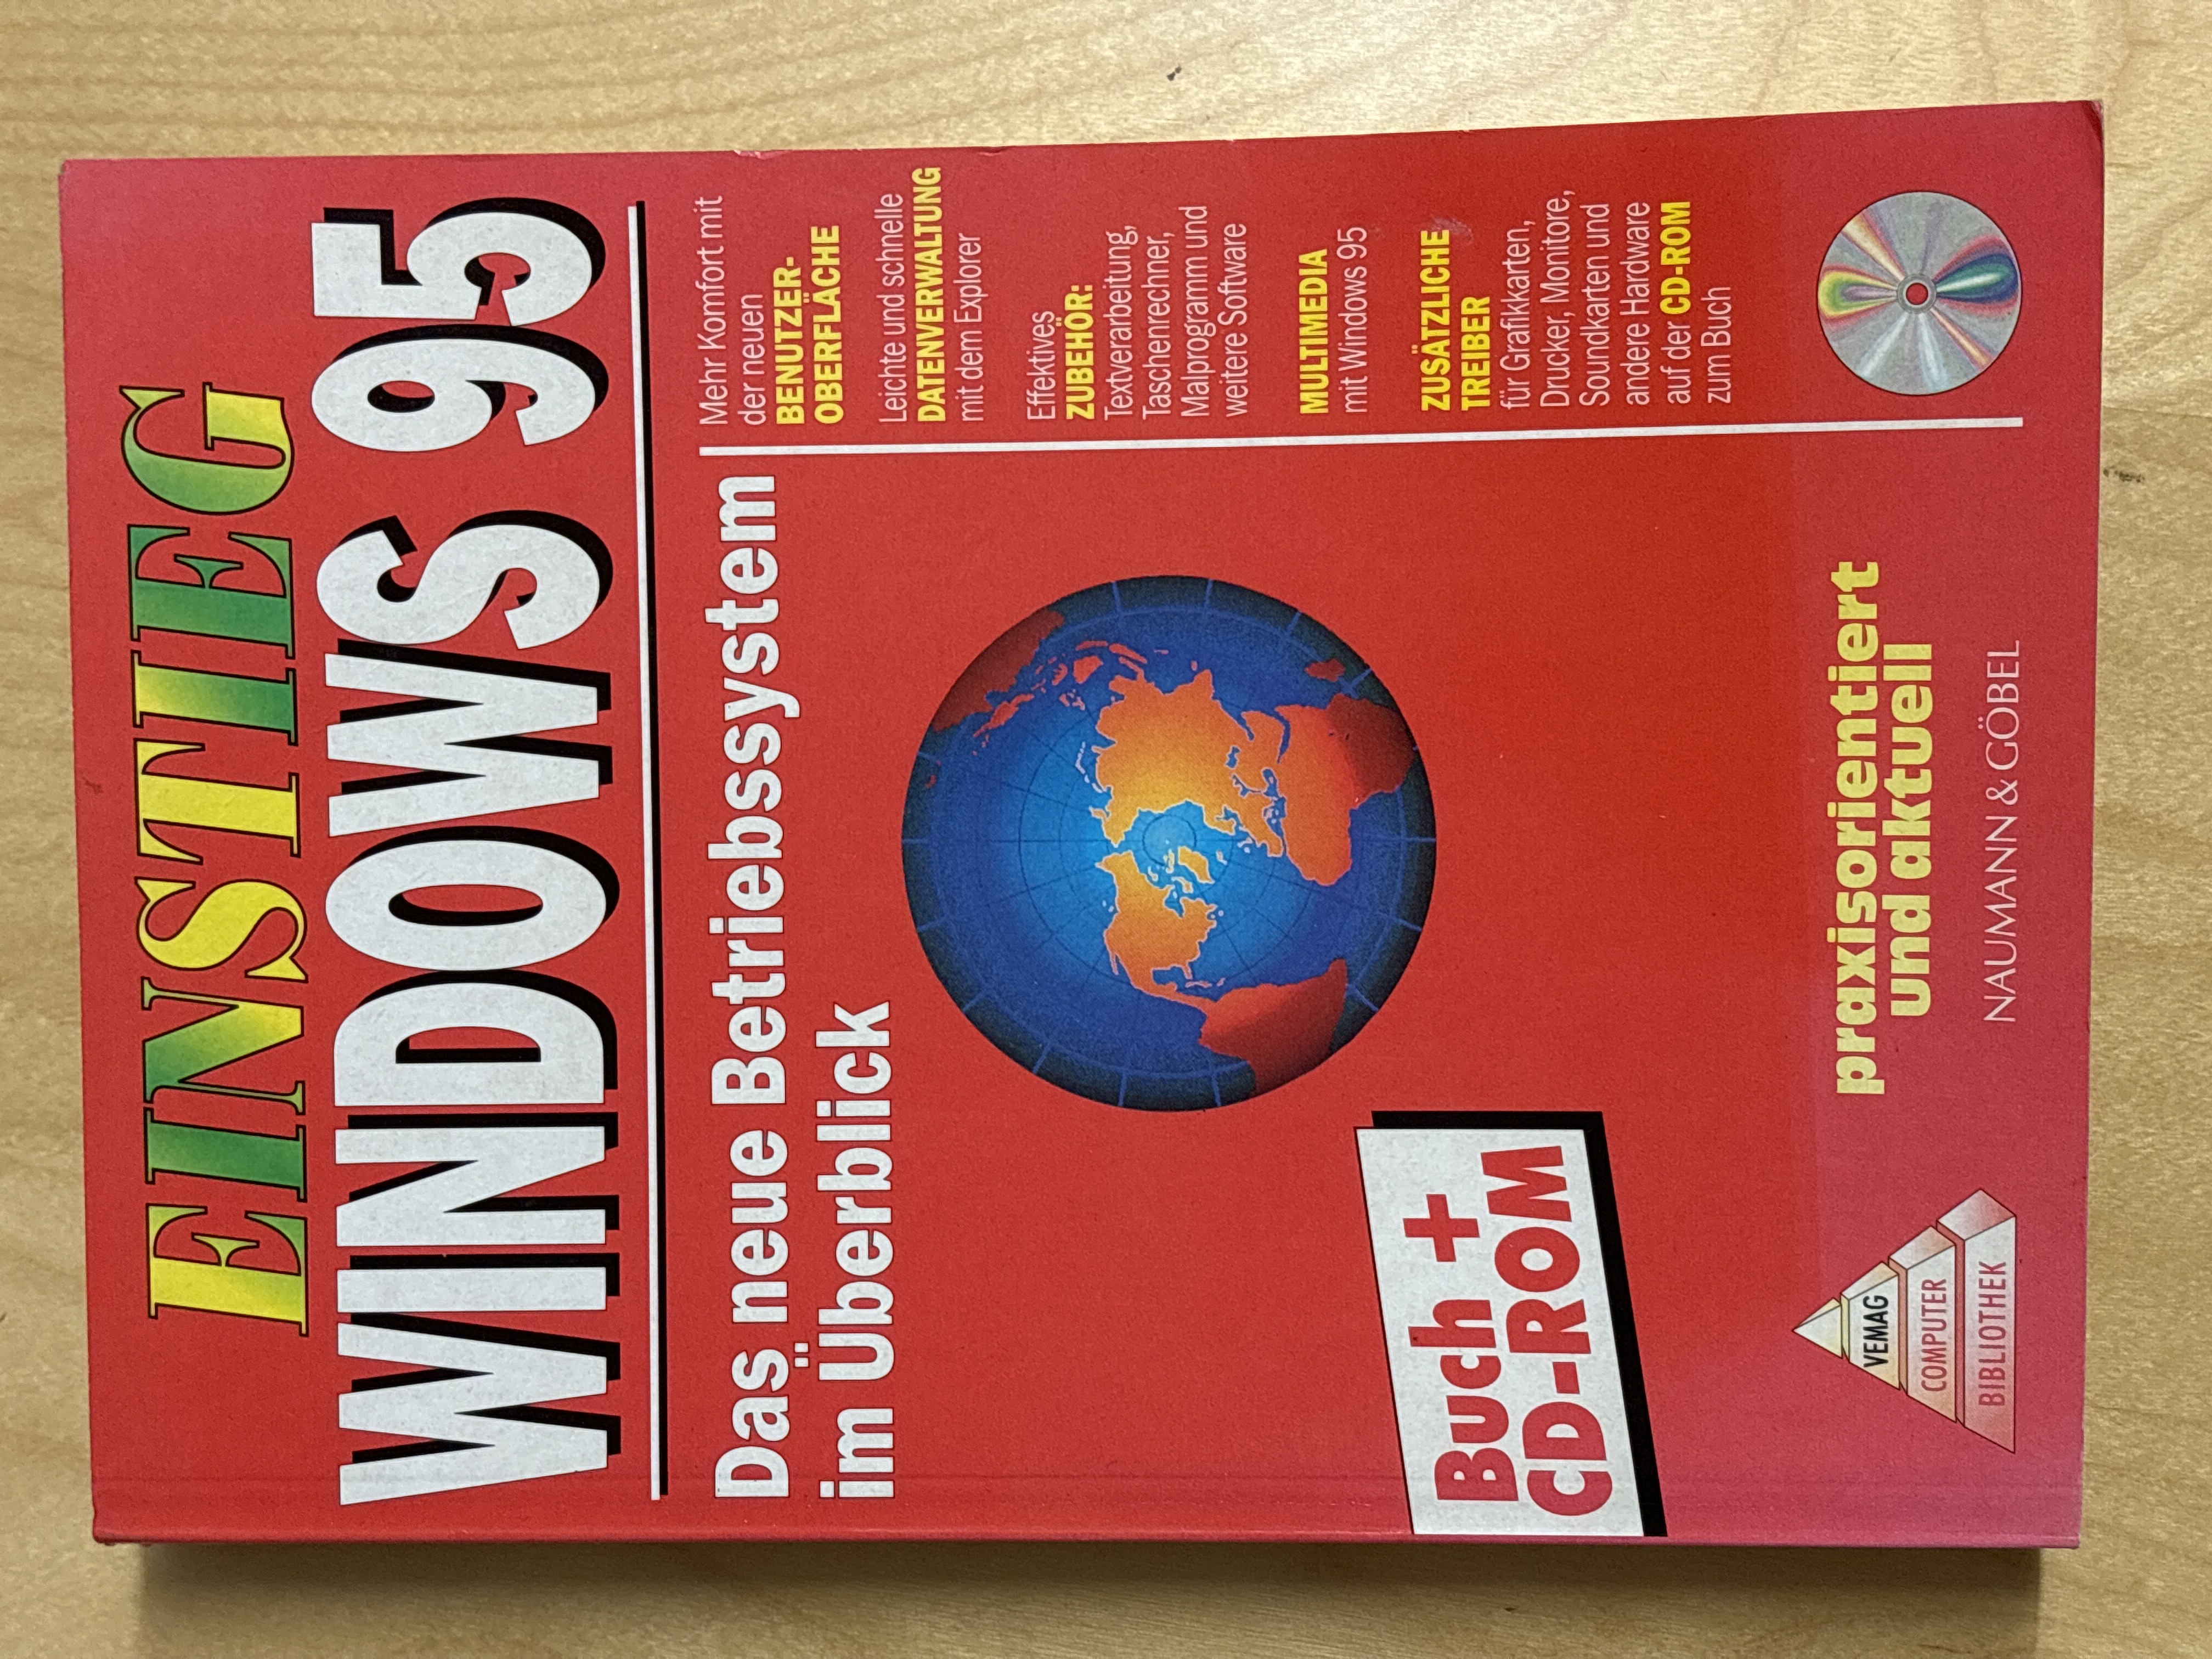 EINSTIEG
WINDOWS 95
Das neue Betriebssystem
im Überblick
Mehr Komfort mit
der neuen
BENUTZER-
OBERFLÄCHE
Leichte und schnelle
DATENVERWALTUNG
mit dem Explorer
Effektives
ZUBEHÖR:
Textverarbeitung,
Taschenrechner,
Malprogramm und
weitere Software
MULTIMEDIA
mit Windows 95
ZUSÄTZLICHE
TREIBER
für Grafikkarten,
Drucker, Monitore,
Soundkarten und
andere Hardware
auf der CD-ROM
zum Buch
Buch +
CD-ROM
praxisorientiert
und aktuell
VEMAG
COMPUTER
BIBLIOTHEK
NAUMANN & GÖBEL